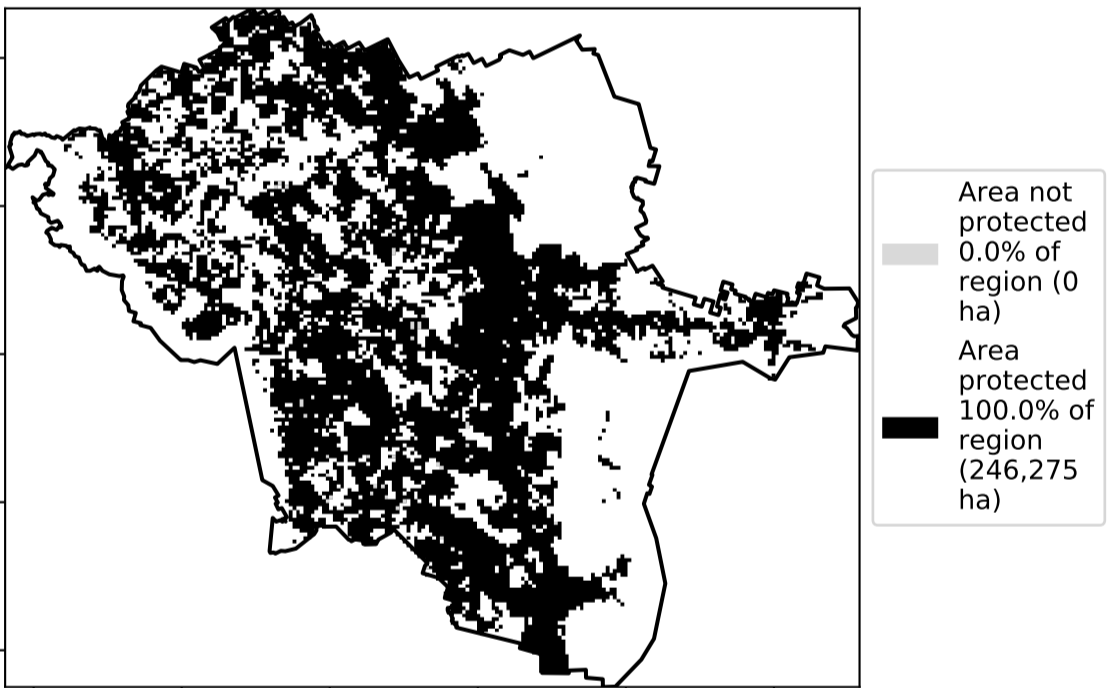 Area not
protected
0.0% of
region (0
ha)
Area
protected
100.0% of
region
(246,275
ha)